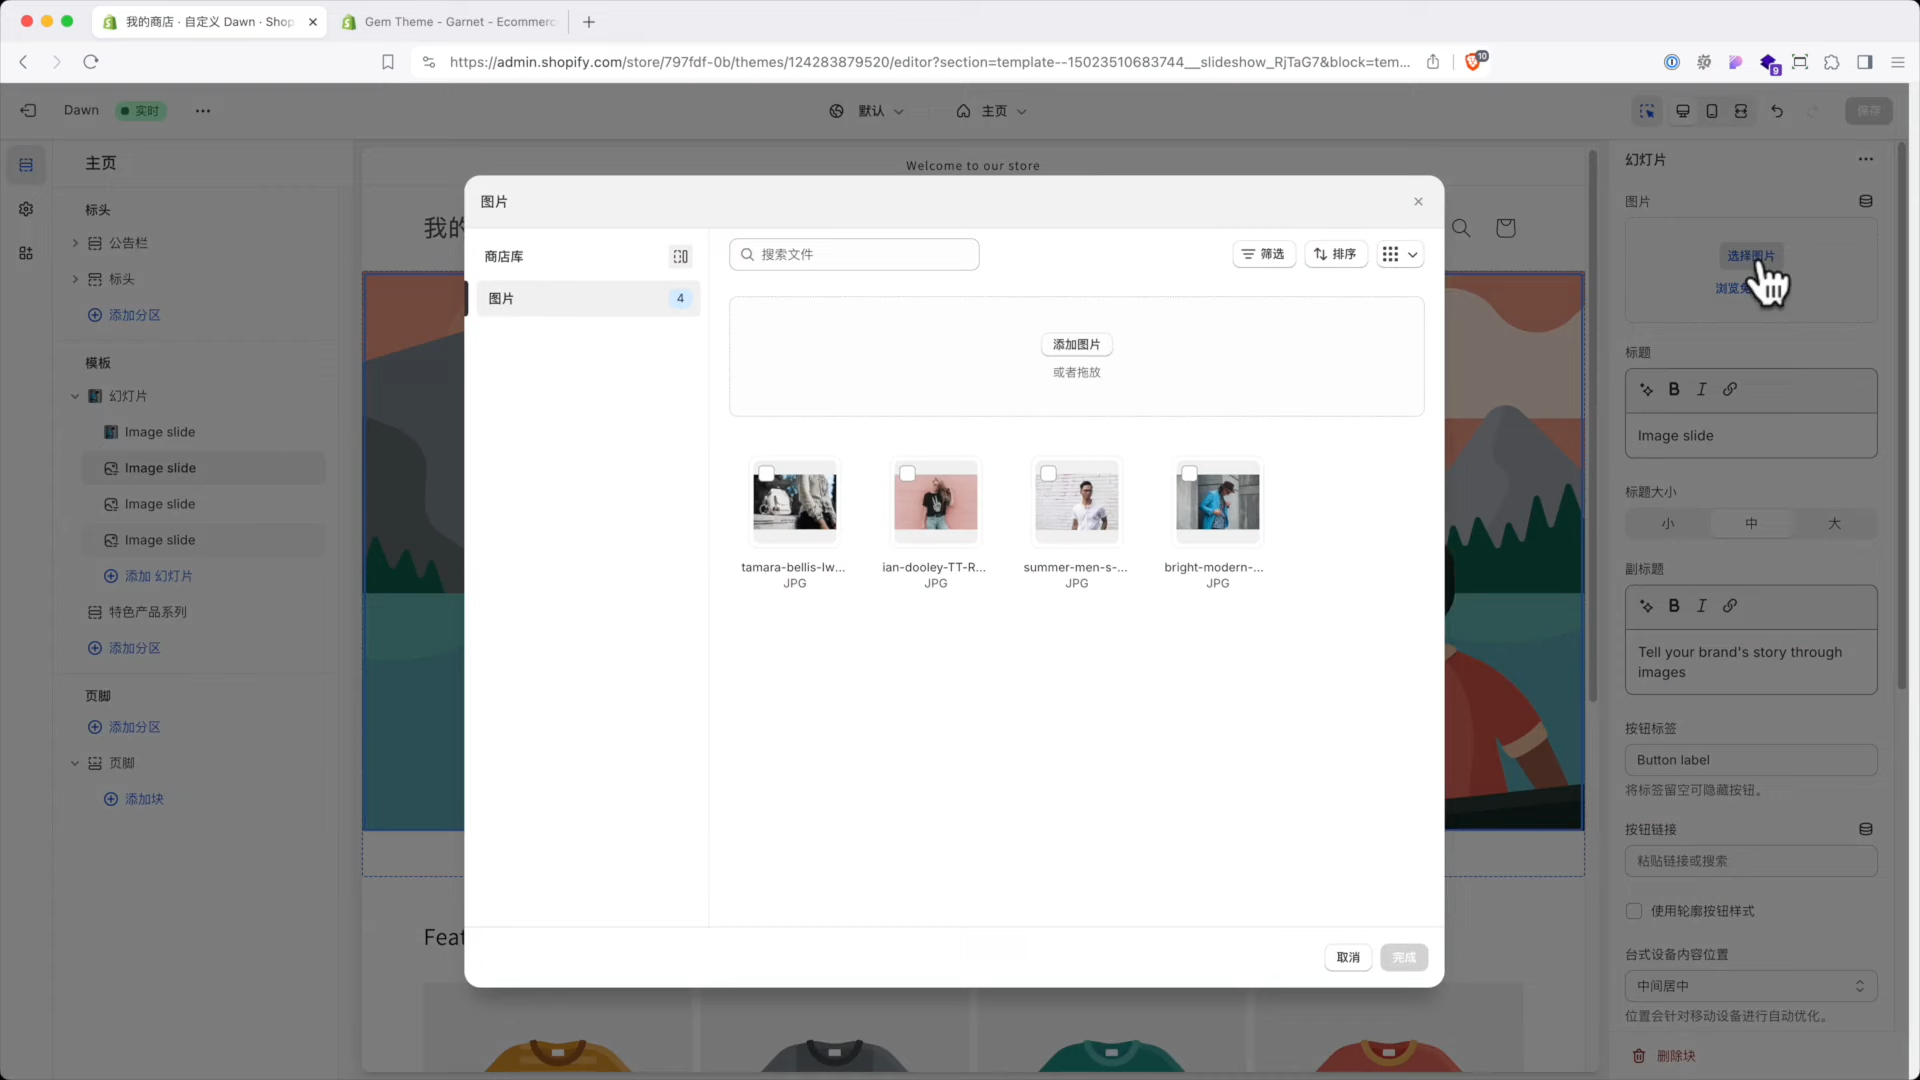 我的商店 · 自定义 Dawn · Shop
Gem Theme - Garnet - Ecommerc
https://admin.shopify.com/store/797fdf-0b/themes/124283879520/editor?section=template--15023510683744__slideshow_RjTaG7&block=tem...
10
9
Dawn
实时
默认
主页
保存
主页
标头
公告栏
标头
添加分区
模板
幻灯片
Image slide
Image slide
Image slide
Image slide
添加 幻灯片
特色产品系列
添加分区
页脚
添加分区
页脚
添加块
Welcome to our store
我的
Feat
图片
商店库
图片
4
搜索文件
筛选
排序
添加图片
或者拖放
tamara-bellis-Iw...
JPG
ian-dooley-TT-R...
JPG
summer-men-s-...
JPG
bright-modern-...
JPG
取消
完成
幻灯片
图片
选择图片
浏览免
标题
B I
Image slide
标题大小
小 中 大
副标题
B I
Tell your brand's story through
images
按钮标签
Button label
将标签留空可隐藏按钮。
按钮链接
粘贴链接或搜索
使用轮廓按钮样式
台式设备内容位置
中间居中
位置会针对移动设备进行自动优化。
删除块